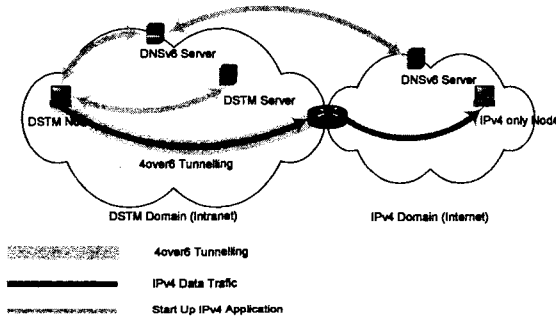 DNSv6 Server
DNSv6 Server
DSTM Server
DSTM Node
IPv4 only Node
4over6 Tunnelling
DSTM Domain (Intranet)
IPv4 Domain (Internet)
4over6 Tunnelling
IPv4 Data Trafic
Start Up IPv4 Application